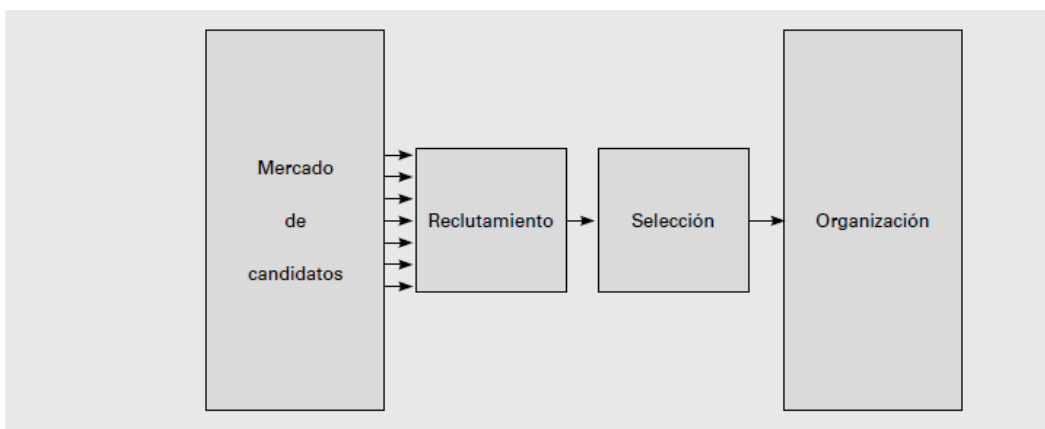 Mercado
de
candidatos
Reclutamiento
Selección
Organización